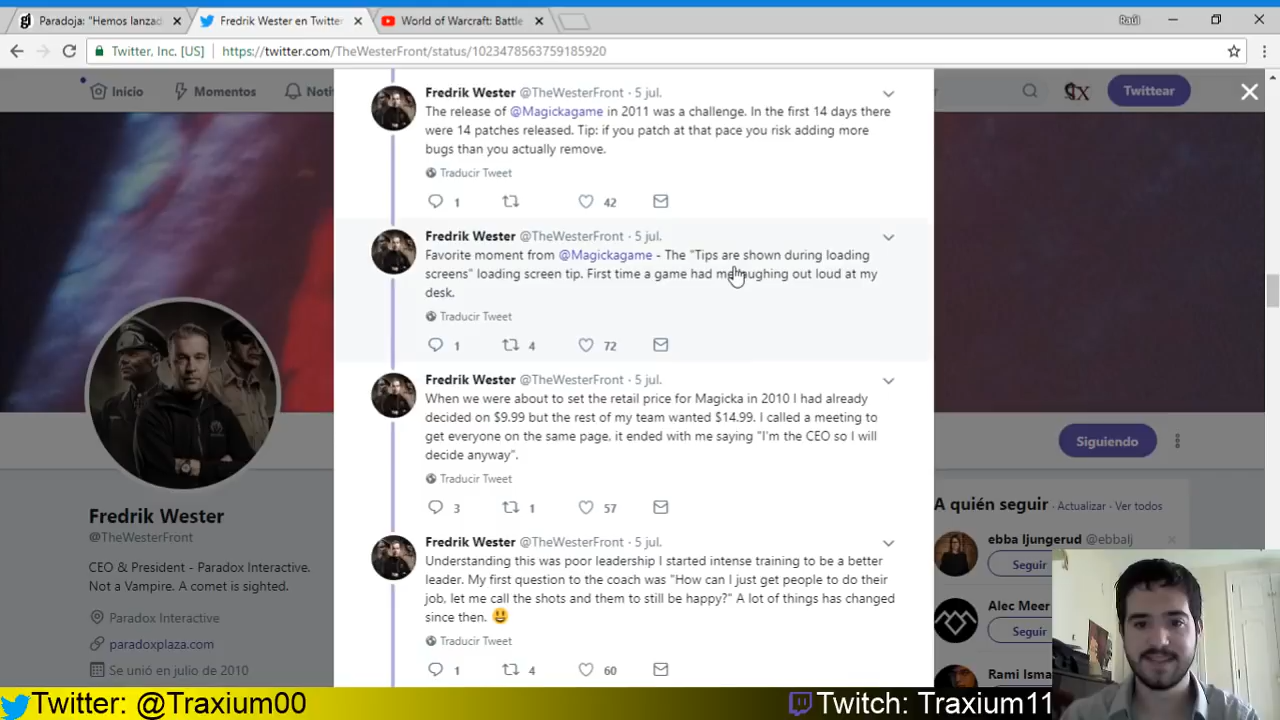 Paradoja: "Hemos lanzad
Fredrik Wester en Twitter
World of Warcraft: Battle
Raúl
Twitter, Inc. [US]
https://twitter.com/TheWesterFront/status/1023478563759185920
Inicio
Momentos
Noti
Twittear
Fredrik Wester @TheWesterFront · 5 jul.
The release of @Magickagame in 2011 was a challenge. In the first 14 days there
were 14 patches released. Tip: if you patch at that pace you risk adding more
bugs than you actually remove.
Traducir Tweet
1 42
Fredrik Wester @TheWesterFront · 5 jul.
Favorite moment from @Magickagame - The "Tips are shown during loading
screens" loading screen tip. First time a game had me laughing out loud at my
desk.
Traducir Tweet
1 4 72
Fredrik Wester @TheWesterFront · 5 jul.
When we were about to set the retail price for Magicka in 2010 I had already
decided on $9.99 but the rest of my team wanted $14.99. I called a meeting to
get everyone on the same page, it ended with me saying "I'm the CEO so I will
decide anyway".
Traducir Tweet
3 1 57
Fredrik Wester @TheWesterFront · 5 jul.
Understanding this was poor leadership I started intense training to be a better
leader. My first question to the coach was "How can I just get people to do their
job, let me call the shots and them to still be happy?" A lot of things has changed
since then. 😃
Traducir Tweet
1 4 60
Fredrik Wester
@TheWesterFront
CEO & President - Paradox Interactive.
Not a Vampire. A comet is sighted.
Paradox Interactive
paradoxplaza.com
Se unió en julio de 2010
Siguiendo
A quién seguir · Actualizar · Ver todos
ebba ljungerud @ebbalj
Seguir
Alec Meer
Seguir
Rami Isma
Twitter: @Traxium00
Twitch: Traxium11